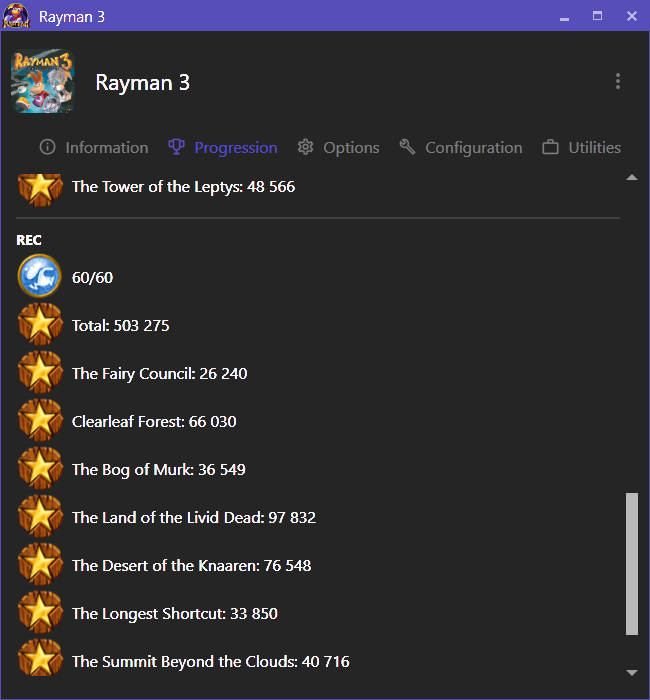 Rayman 3
RAYMAN 3
Rayman 3
Information Progression Options Configuration Utilities
The Tower of the Leptys: 48 566
REC
60/60
Total: 503 275
The Fairy Council: 26 240
Clearleaf Forest: 66 030
The Bog of Murk: 36 549
The Land of the Livid Dead: 97 832
The Desert of the Knaaren: 76 548
The Longest Shortcut: 33 850
The Summit Beyond the Clouds: 40 716